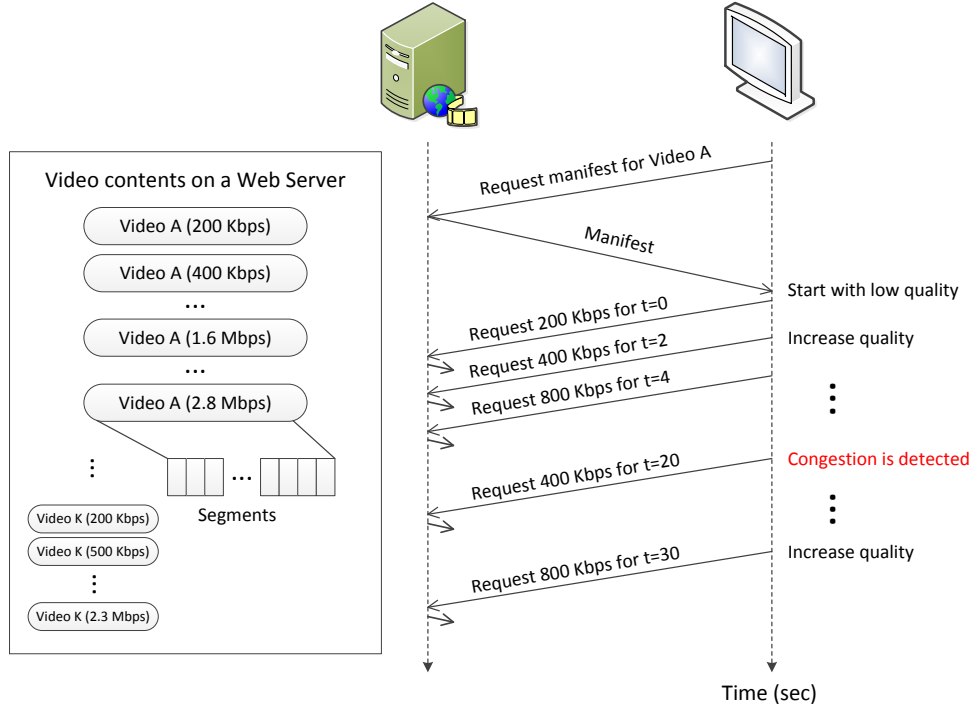 Video contents on a Web Server
Video A (200 Kbps)
Video A (400 Kbps)
...
Video A (1.6 Mbps)
...
Video A (2.8 Mbps)
...
Segments
Video K (200 Kbps)
Video K (500 Kbps)
Video K (2.3 Mbps)
Request manifest for Video A
Manifest
Start with low quality
Request 200 Kbps for t=0
Increase quality
Request 400 Kbps for t=2
Request 800 Kbps for t=4
Congestion is detected
Request 400 Kbps for t=20
Increase quality
Request 800 Kbps for t=30
Time (sec)